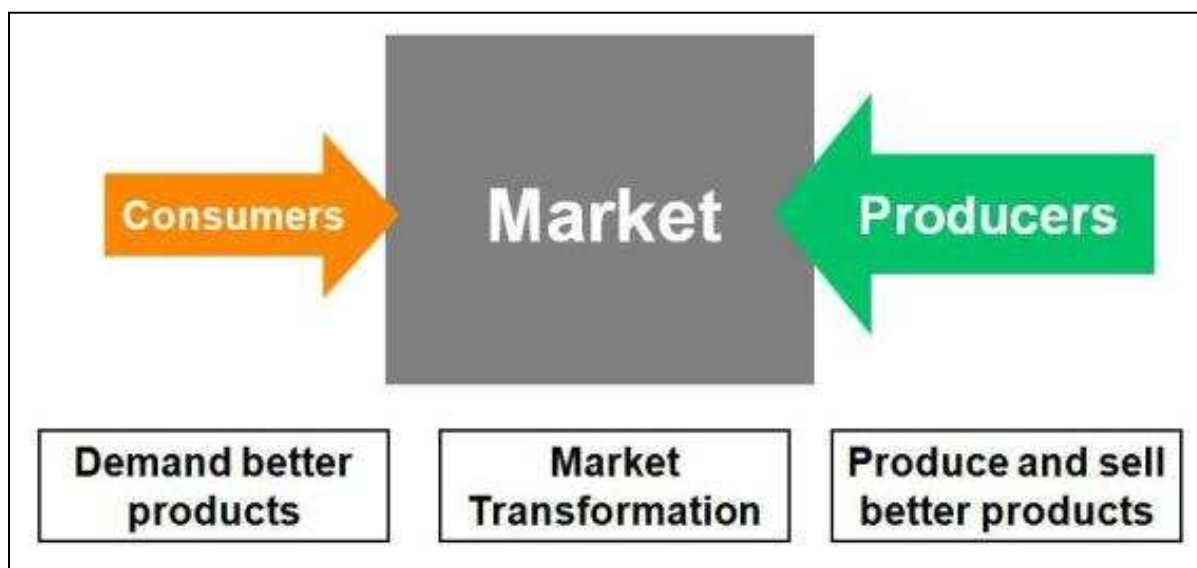 Consumers
Market
Producers
Demand better
products
Market
Transformation
Produce and sell
better products